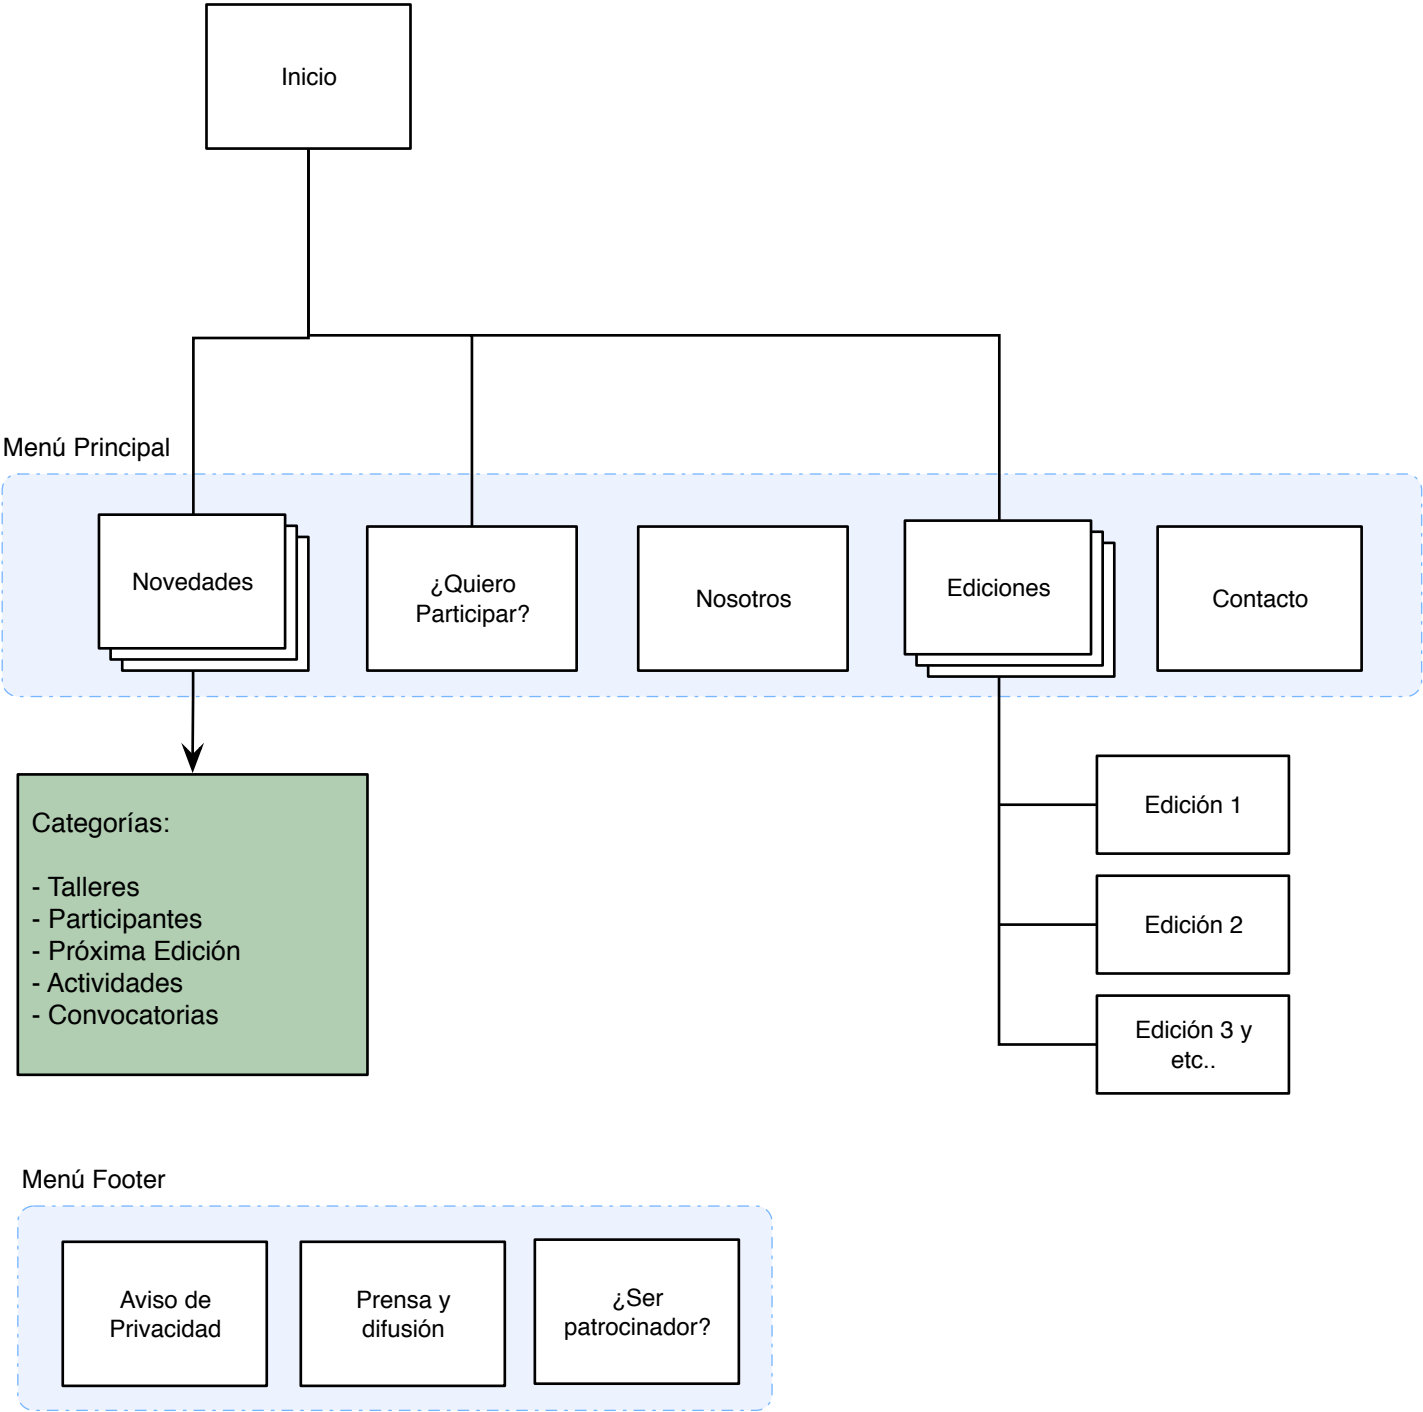 Inicio
Menú Principal
Novedades
¿Quiero
Participar?
Nosotros
Ediciones
Contacto
Categorías:
- Talleres
- Participantes
- Próxima Edición
- Actividades
- Convocatorias
Edición 1
Edición 2
Edición 3 y
etc..
Menú Footer
Aviso de
Privacidad
Prensa y
difusión
¿Ser
patrocinador?